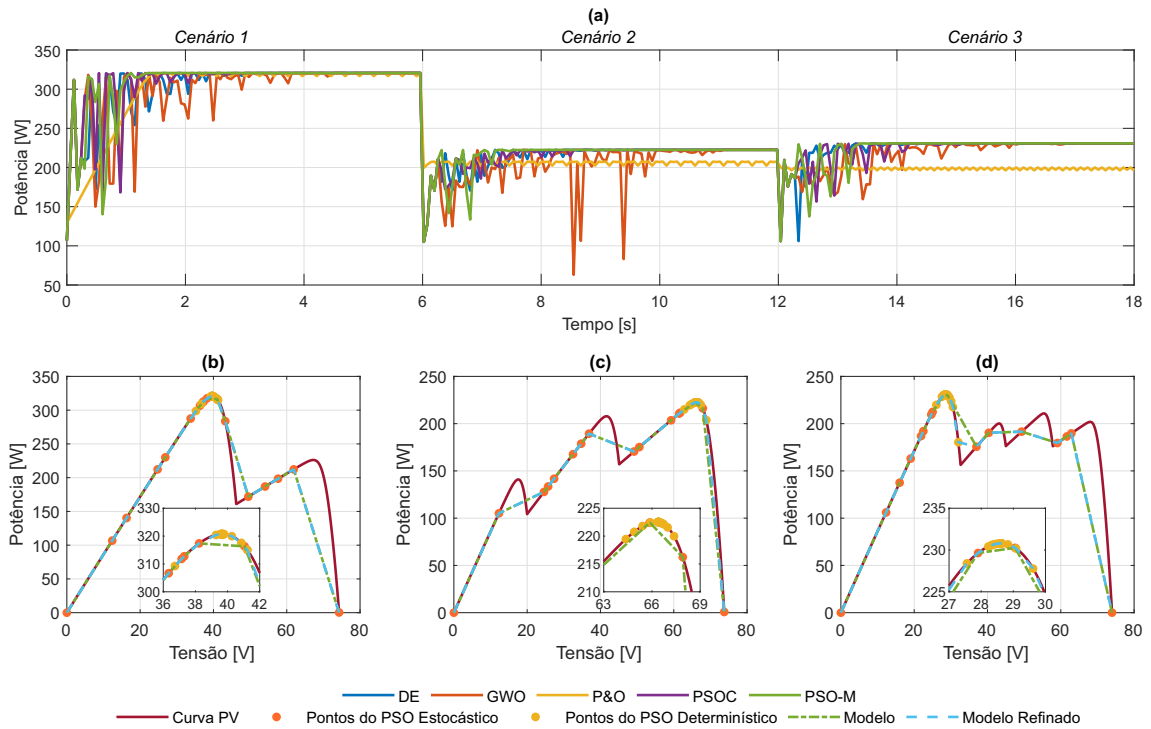 (a)
Cenário 1 Cenário 2 Cenário 3
350
300
250
200
150
100
50
Potência [W]
0 2 4 6 8 10 12 14 16 18
Tempo [s]
(b) (c) (d)
350
300
250
200
150
100
50
0
Potência [W]
0 20 40 60 80
Tensão [V]
330
320
310
300
36 38 40 42
250
200
150
100
50
0
Potência [W]
0 20 40 60 80
Tensão [V]
225
220
215
210
63 66 69
250
200
150
100
50
0
Potência [W]
0 20 40 60 80
Tensão [V]
235
230
225
27 28 29 30
DE GWO P&O PSOC PSO-M
Curva PV Pontos do PSO Estocástico Pontos do PSO Determinístico Modelo Modelo Refinado